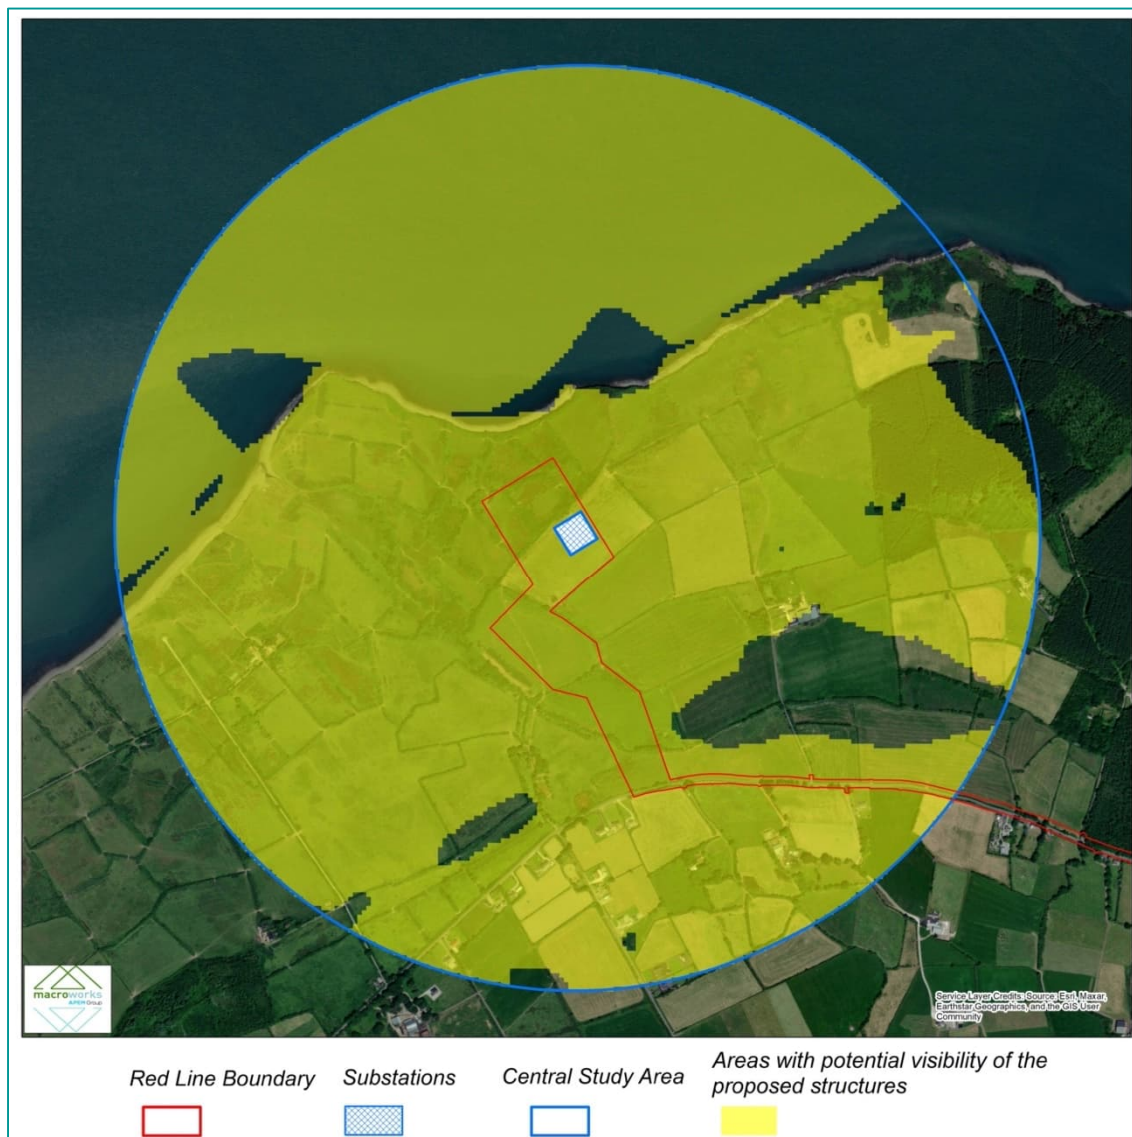 macroworks
APEM Group
Service Layer Credits: Source: Esri, Maxar,
Earthstar Geographics, and the GIS User
Community
Red Line Boundary
Substations
Central Study Area
Areas with potential visibility of the
proposed structures